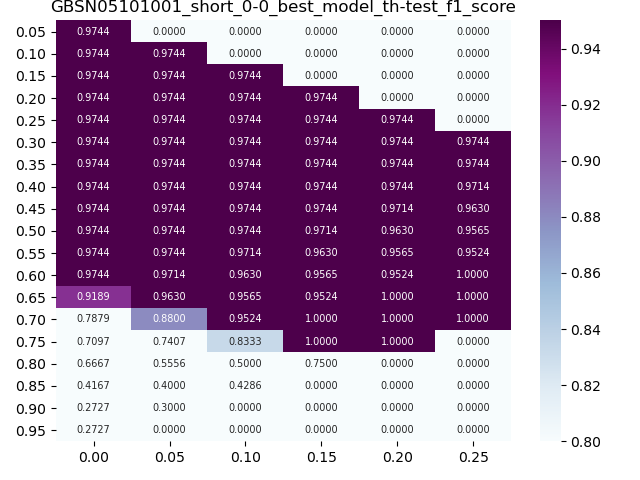 GBSN05101001_short_0-0_best_model_th-test_f1_score
0.05 0.9744 0.0000 0.0000 0.0000 0.0000 0.0000
0.10 0.9744 0.9744 0.0000 0.0000 0.0000 0.0000
0.15 0.9744 0.9744 0.9744 0.0000 0.0000 0.0000
0.20 0.9744 0.9744 0.9744 0.9744 0.0000 0.0000
0.25 0.9744 0.9744 0.9744 0.9744 0.9744 0.0000
0.30 0.9744 0.9744 0.9744 0.9744 0.9744 0.9744
0.35 0.9744 0.9744 0.9744 0.9744 0.9744 0.9744
0.40 0.9744 0.9744 0.9744 0.9744 0.9744 0.9714
0.45 0.9744 0.9744 0.9744 0.9744 0.9714 0.9630
0.50 0.9744 0.9744 0.9744 0.9714 0.9630 0.9565
0.55 0.9744 0.9744 0.9714 0.9630 0.9565 0.9524
0.60 0.9744 0.9714 0.9630 0.9565 0.9524 1.0000
0.65 0.9189 0.9630 0.9565 0.9524 1.0000 1.0000
0.70 0.7879 0.8800 0.9524 1.0000 1.0000 1.0000
0.75 0.7097 0.7407 0.8333 1.0000 1.0000 0.0000
0.80 0.6667 0.5556 0.5000 0.7500 0.0000 0.0000
0.85 0.4167 0.4000 0.4286 0.0000 0.0000 0.0000
0.90 0.2727 0.3000 0.0000 0.0000 0.0000 0.0000
0.95 0.2727 0.0000 0.0000 0.0000 0.0000 0.0000
0.00 0.05 0.10 0.15 0.20 0.25
0.94
0.92
0.90
0.88
0.86
0.84
0.82
0.80